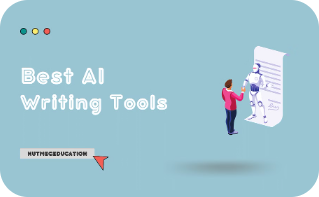 Best AI
Writing Tools
NUTMEGEDUCATION